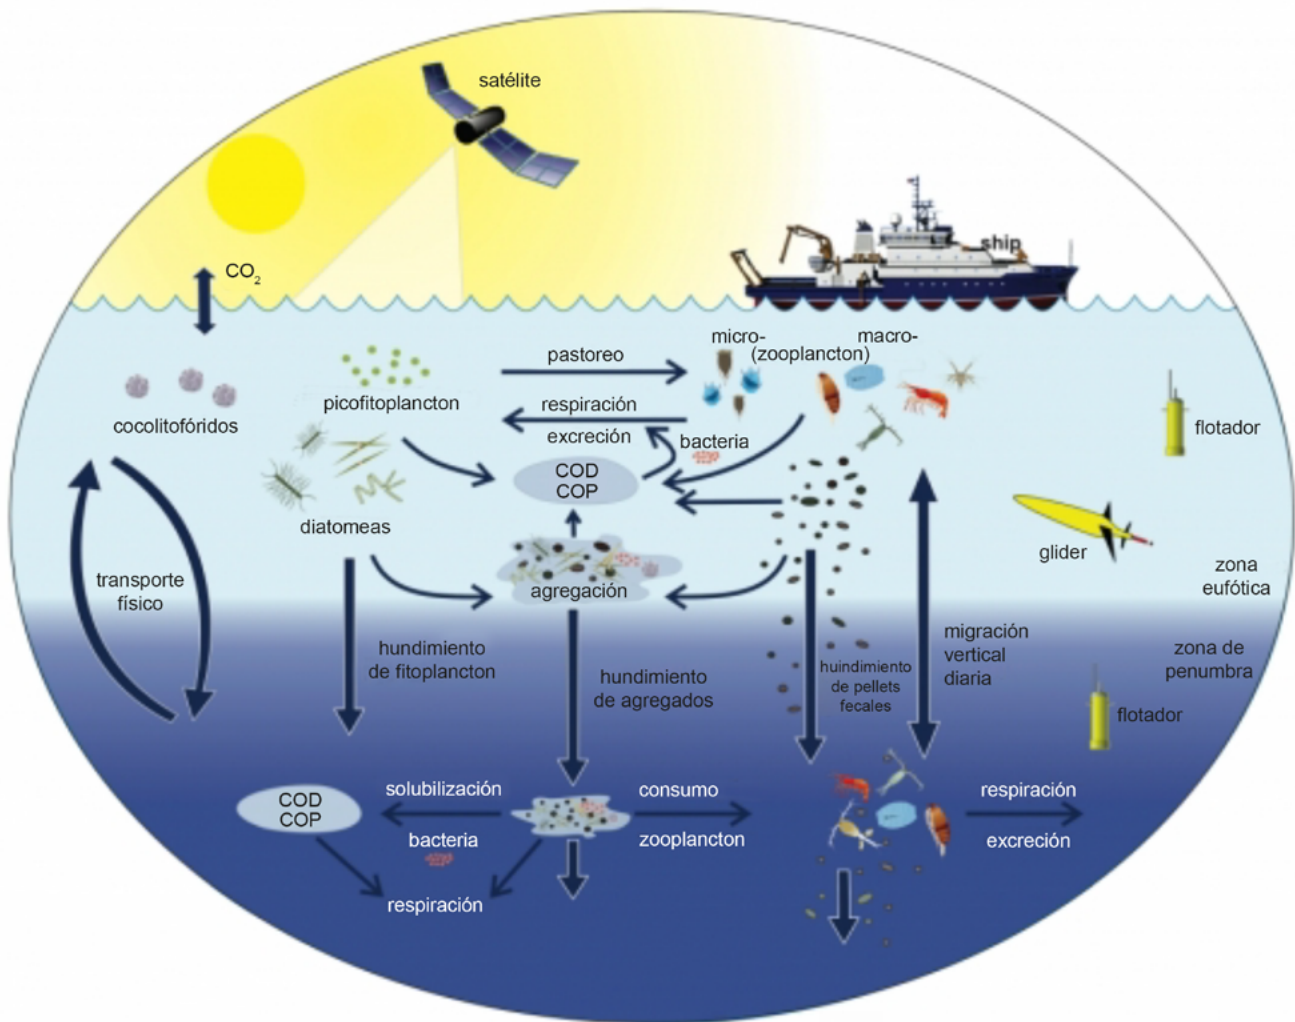 satélite
ship
CO₂
micro-
macro-
(zooplancton)
pastoreo
picofitoplancton
respiración
cocolitofóridos
excreción
bacteria
flotador
COD
COP
diatomeas
glider
zona
eufótica
agregación
transporte
físico
hundimiento
de fitoplancton
hundimiento
de agregados
huindimiento
de pellets
fecales
migración
vertical
diaria
zona de
penumbra
flotador
solubilización
consumo
respiración
COD
COP
bacteria
zooplancton
excreción
respiración